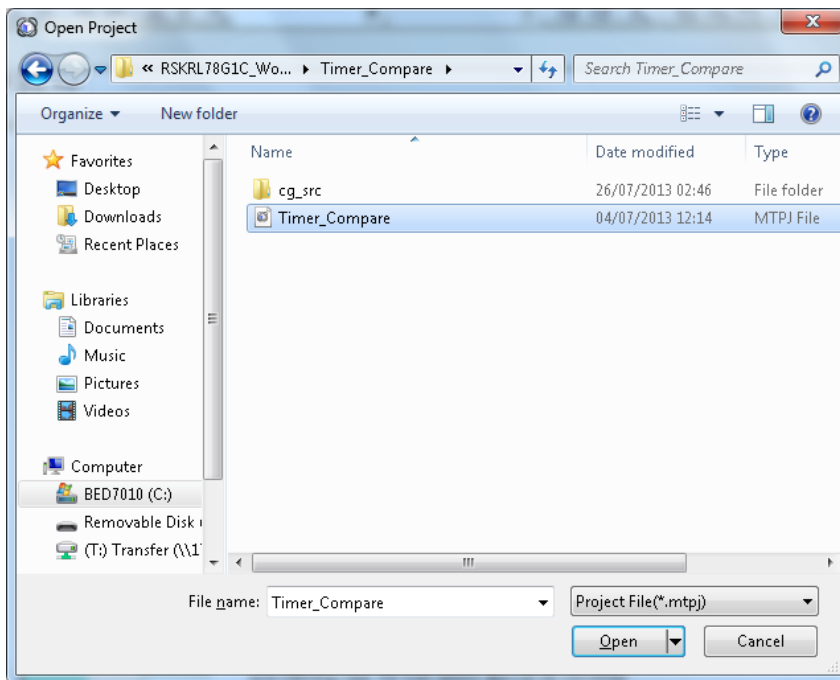 Open Project
« RSKRL78G1C_Wo... Timer_Compare
Search Timer_Compare
Organize New folder
Name Date modified Type
cg_src 26/07/2013 02:46 File folder
Timer_Compare 04/07/2013 12:14 MTPJ File
Favorites
Desktop
Downloads
Recent Places
Libraries
Documents
Music
Pictures
Videos
Computer
BED7010 (C:)
Removable Disk
(T:) Transfer (\\1
File name: Timer_Compare
Project File(*.mtpj)
Open Cancel